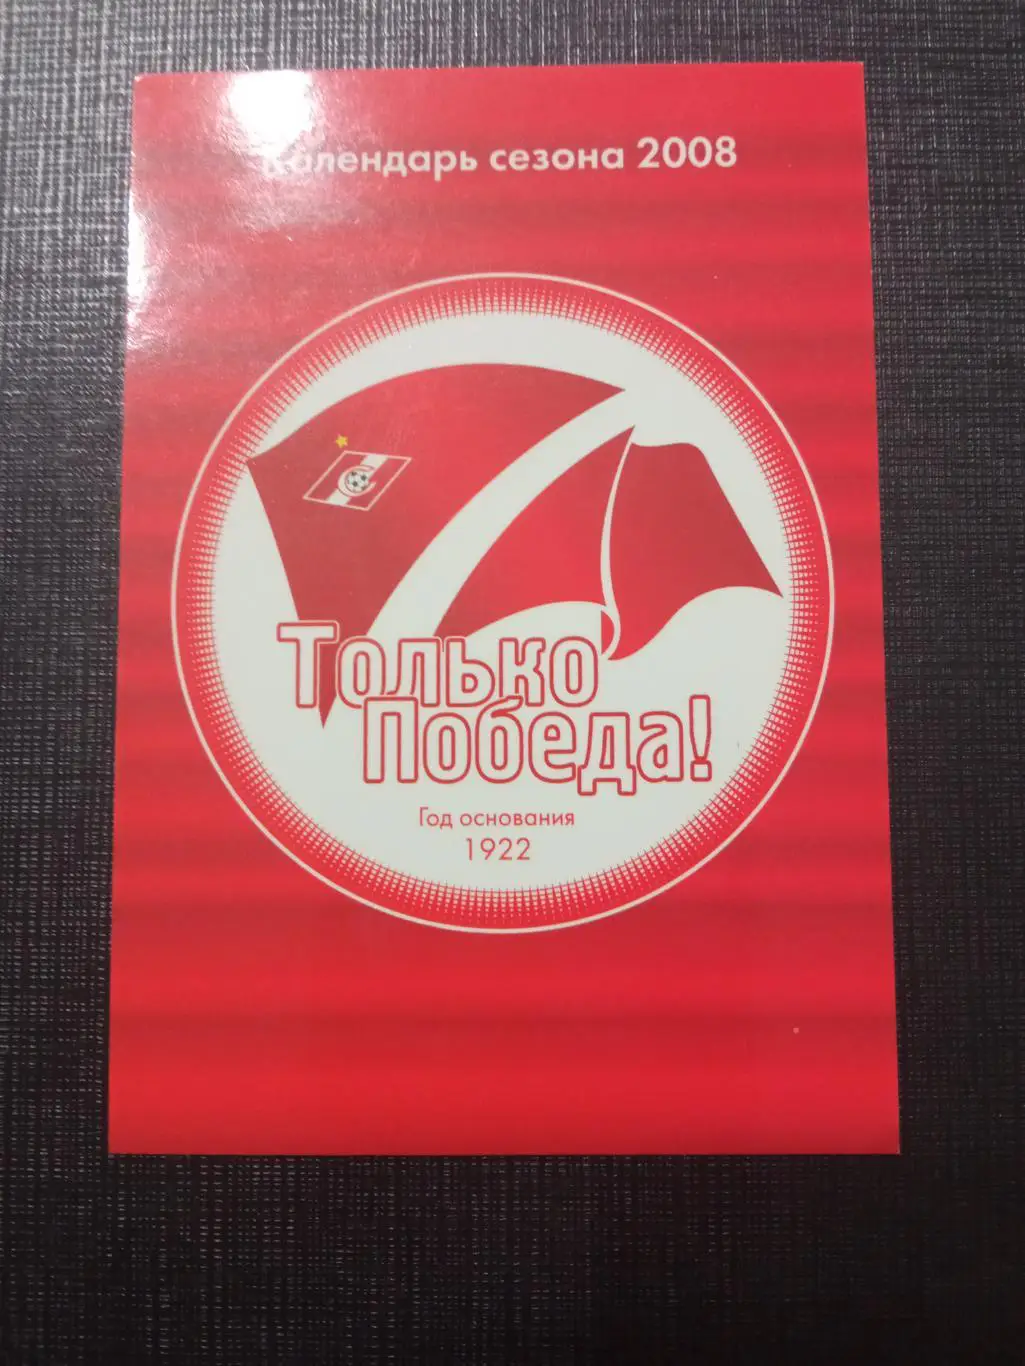 Календарь сезона 2008
Только
Победа!
Год основания
1922